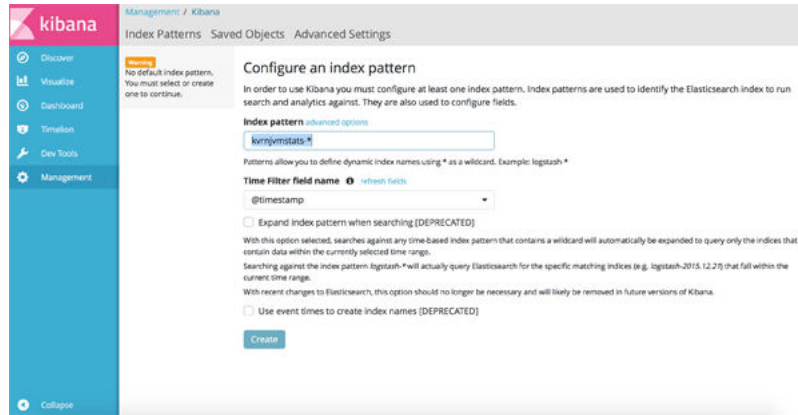 kibana
Discover
Visualize
Dashboard
Timelion
Dev Tools
Management
Collapse
Management / Kibana
Index Patterns Saved Objects Advanced Settings
Warning
No default index pattern.
You must select or create
one to continue.
Configure an index pattern
In order to use Kibana you must configure at least one index pattern. Index patterns are used to identify the Elasticsearch index to run
search and analytics against. They are also used to configure fields.
Index pattern advanced options
kvrnjvmstats-*
Patterns allow you to define dynamic index names using * as a wildcard. Example: logstash-*
Time Filter field name refresh fields
@timestamp
Expand index pattern when searching [DEPRECATED]
With this option selected, searches against any time-based index pattern that contains a wildcard will automatically be expanded to query only the indices that
contain data within the currently selected time range.
Searching against the index pattern logstash-* will actually query Elasticsearch for the specific matching indices (e.g. logstash-2015.12.21) that fall within the
current time range.
With recent changes to Elasticsearch, this option should no longer be necessary and will likely be removed in future versions of Kibana.
Use event times to create index names [DEPRECATED]
Create